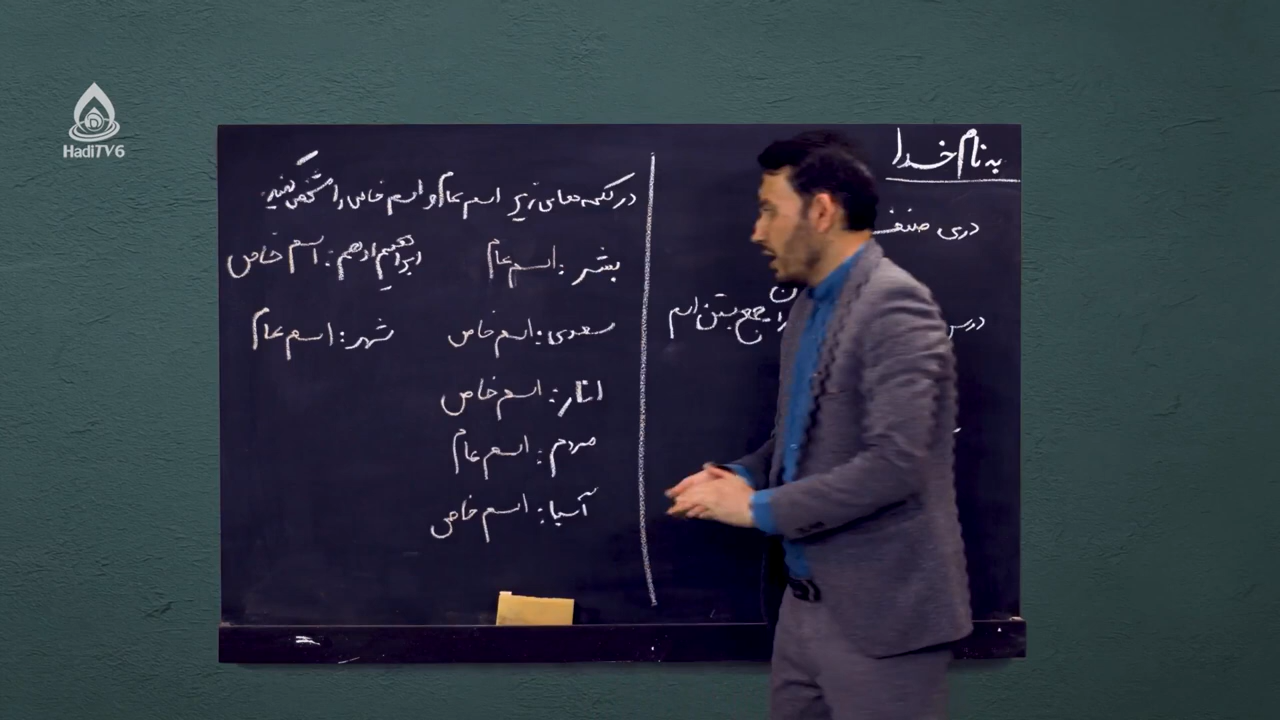 به نام خدا
دری صنف
درس
جمع بستن اسم
در کلمه‌های زیر اسم عام و اسم خاص را مشخص کنید
بشر: اسم عام
ابراهیم ادهم: اسم خاص
سعدی: اسم خاص
شهر: اسم عام
انار: اسم خاص
مردم: اسم عام
آسیا: اسم خاص
HadiTV6